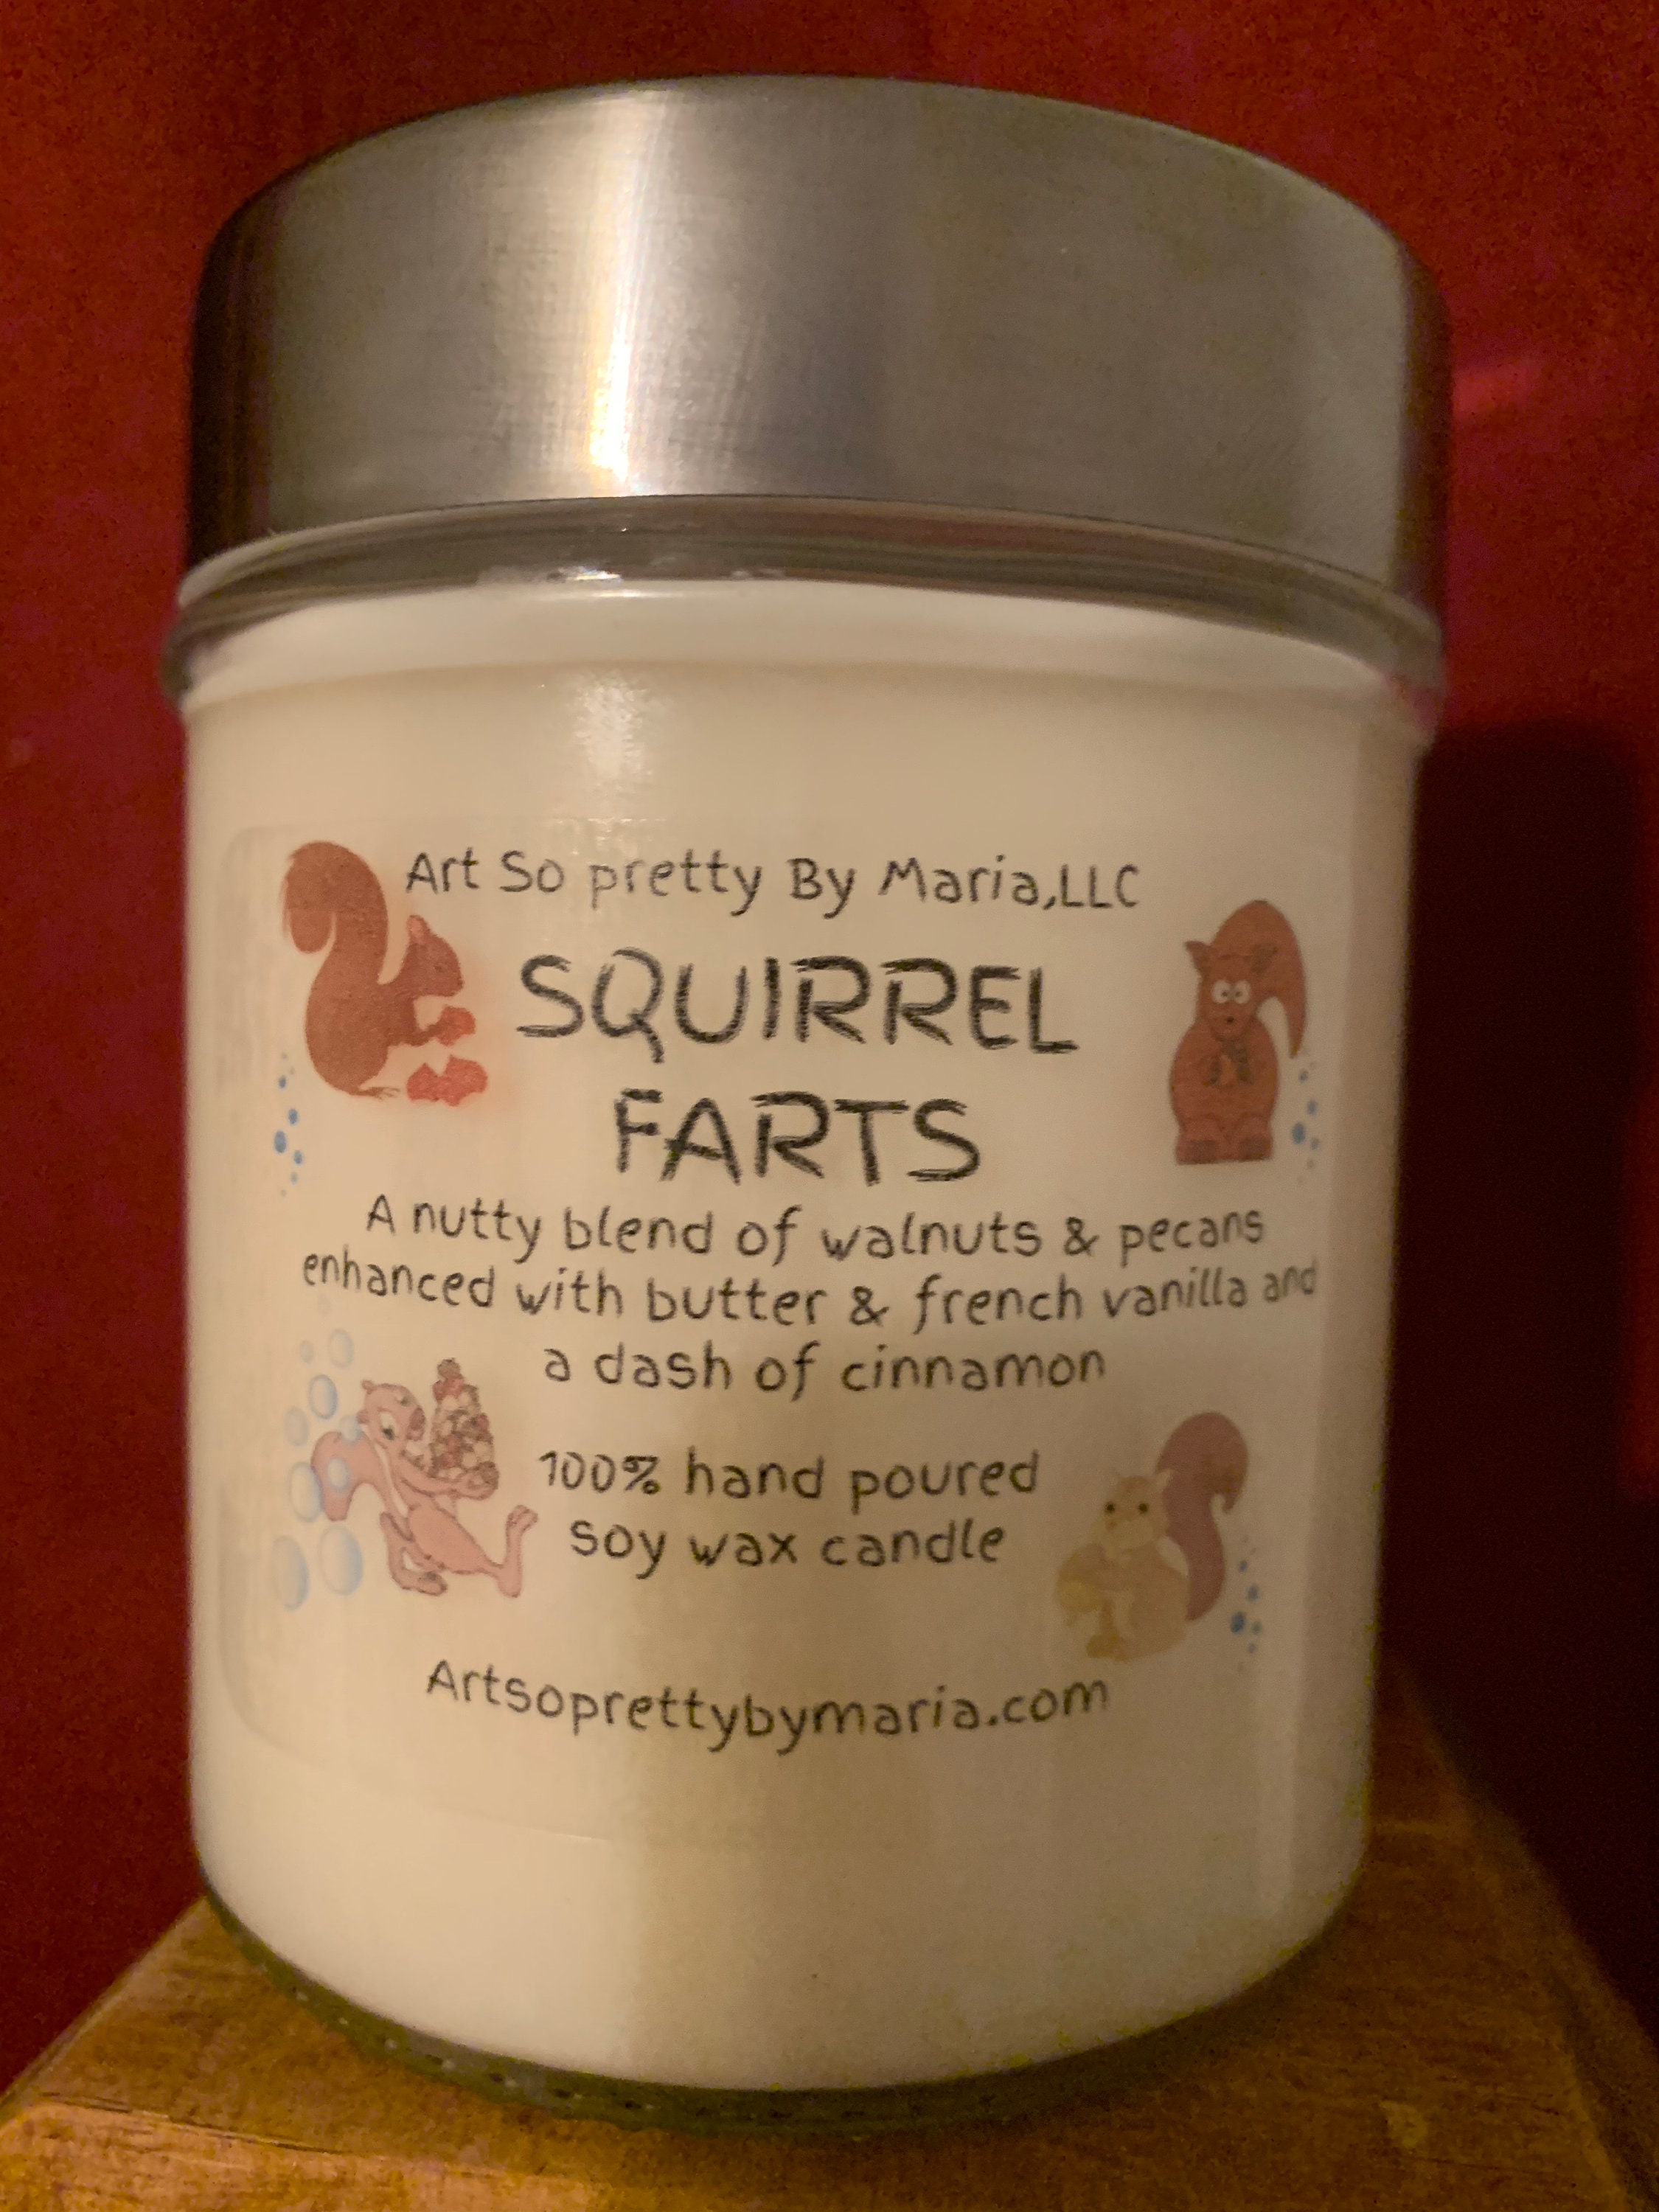 Art So pretty By Maria,LLC
SQUIRREL
FARTS
A nutty blend of walnuts & pecans
enhanced with butter & french vanilla and
a dash of cinnamon
100% hand poured
soy wax candle
Artsoprettybymaria.com